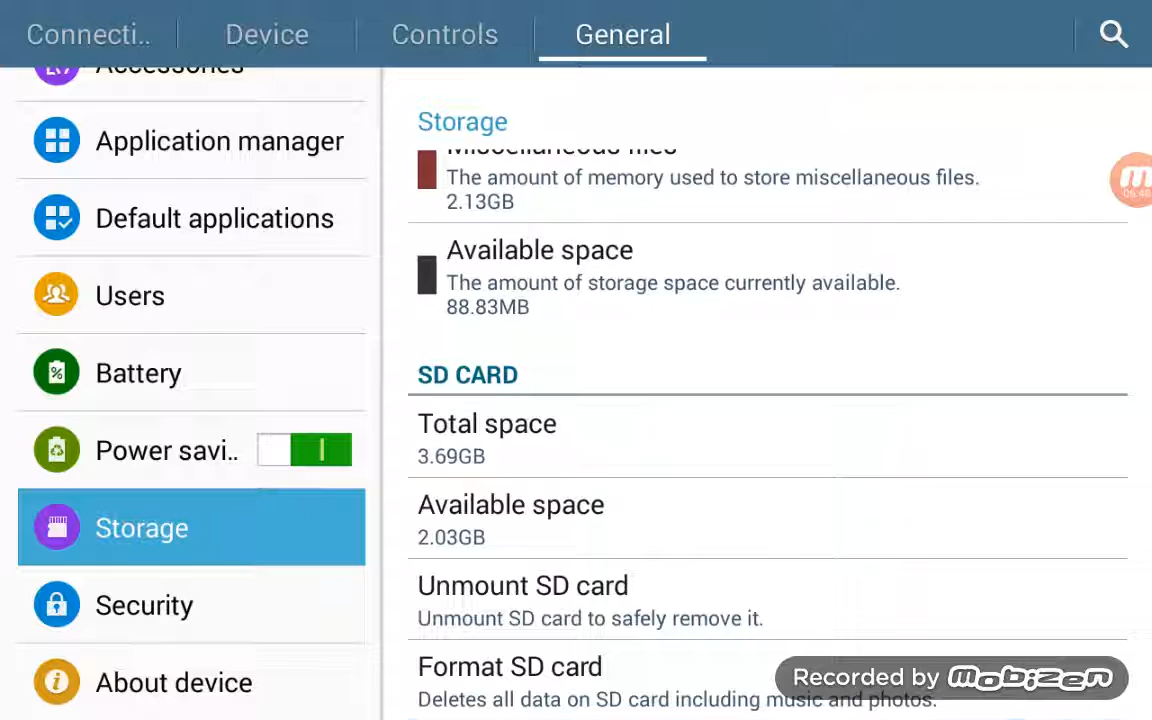 Connecti..
Device
Controls
General
Accessories
Application manager
Default applications
Users
Battery
Power savi..
Storage
Security
About device
Storage
Miscellaneous files
The amount of memory used to store miscellaneous files.
2.13GB
Available space
The amount of storage space currently available.
88.83MB
SD CARD
Total space
3.69GB
Available space
2.03GB
Unmount SD card
Unmount SD card to safely remove it.
Format SD card
Deletes all data on SD card including music and photos.
Recorded by mobizen